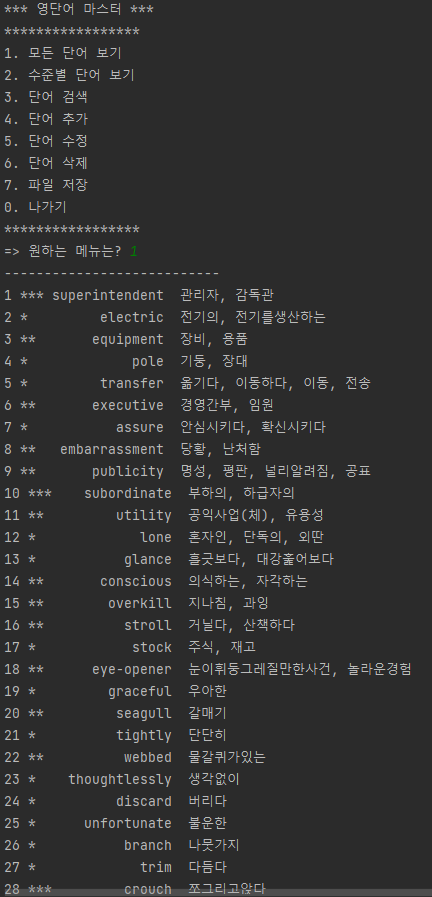 *** 영단어 마스터 ***
*****************
1. 모든 단어 보기
2. 수준별 단어 보기
3. 단어 검색
4. 단어 추가
5. 단어 수정
6. 단어 삭제
7. 파일 저장
0. 나가기
*****************
=> 원하는 메뉴는? 1
---------------------------
1 *** superintendent  관리자, 감독관
2 *         electric  전기의, 전기를생산하는
3 **       equipment  장비, 용품
4 *             pole  기둥, 장대
5 *         transfer  옮기다, 이동하다, 이동, 전송
6 **       executive  경영간부, 임원
7 *           assure  안심시키다, 확신시키다
8 **   embarrassment  당황, 난처함
9 **       publicity  명성, 평판, 널리알려짐, 공표
10 ***    subordinate  부하의, 하급자의
11 **         utility  공익사업(체), 유용성
12 *             lone  혼자인, 단독의, 외딴
13 *           glance  흘긋보다, 대강훑어보다
14 **       conscious  의식하는, 자각하는
15 **        overkill  지나침, 과잉
16 **          stroll  거닐다, 산책하다
17 *            stock  주식, 재고
18 **      eye-opener  눈이휘둥그레질만한사건, 놀라운경험
19 *         graceful  우아한
20 **         seagull  갈매기
21 *          tightly  단단히
22 **          webbed  물갈퀴가있는
23 *    thoughtlessly  생각없이
24 *          discard  버리다
25 *      unfortunate  불운한
26 *           branch  나뭇가지
27 *             trim  다듬다
28 ***         crouch  쪼그리고앉다